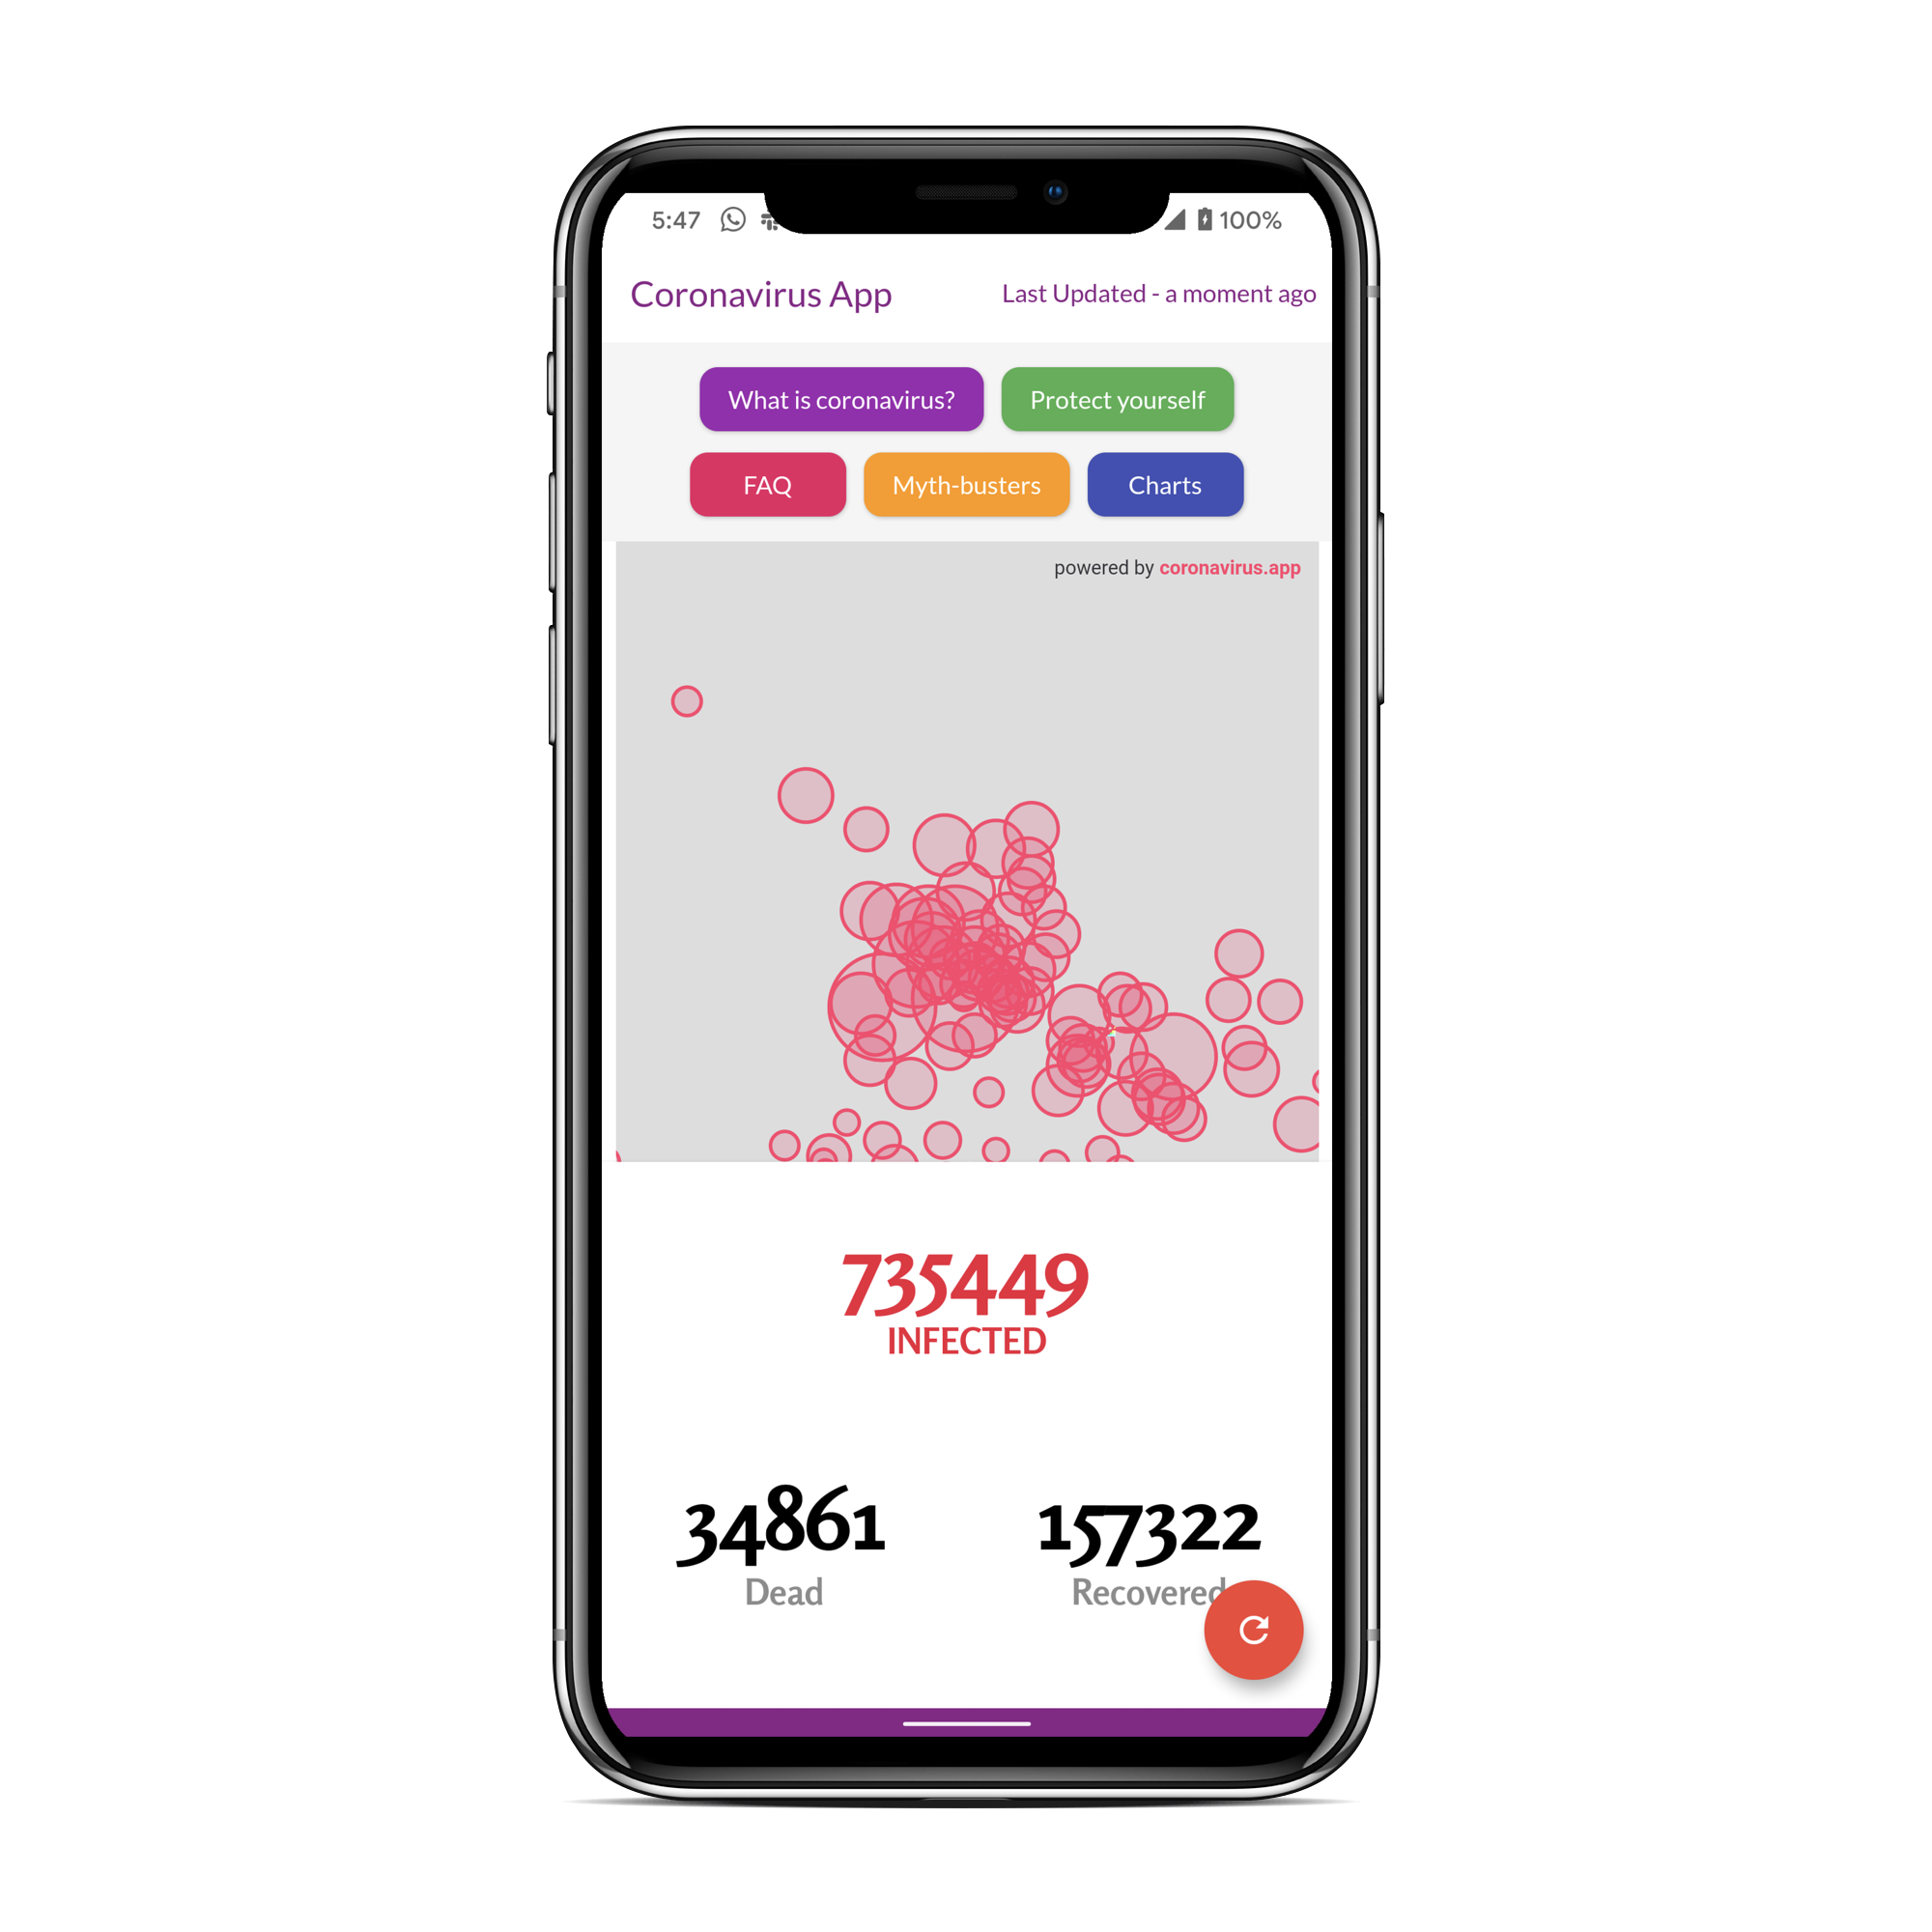 5:47 100%
Coronavirus App Last Updated - a moment ago
What is coronavirus? Protect yourself
FAQ Myth-busters Charts
powered by coronavirus.app
735449
INFECTED
34861 157322
Dead Recovered